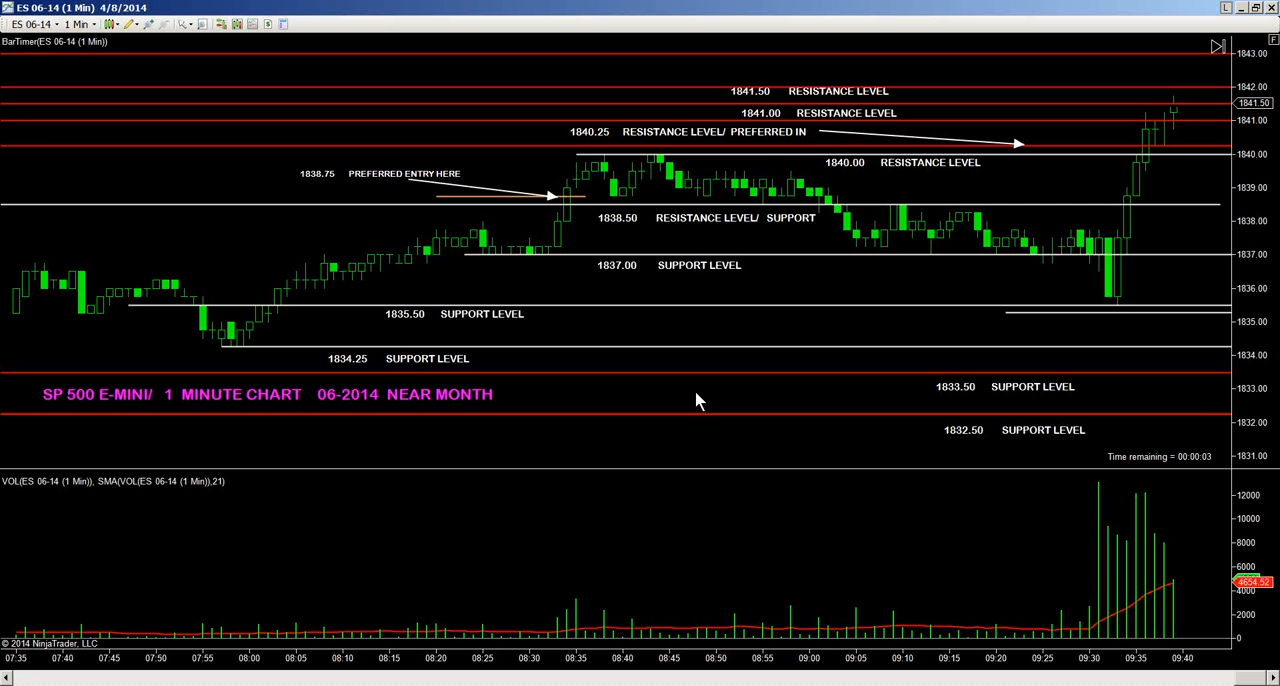 ES 06-14 (1 Min) 4/8/2014
L
ES 06-14 1 Min
BarTimer(ES 06-14 (1 Min))
F
1843.00
1842.00
1841.50
1841.00
1840.00
1839.00
1838.00
1837.00
1836.00
1835.00
1834.00
1833.00
1832.00
1831.00
1841.50 RESISTANCE LEVEL
1841.00 RESISTANCE LEVEL
1840.25 RESISTANCE LEVEL/ PREFERRED IN
1840.00 RESISTANCE LEVEL
1838.75 PREFERRED ENTRY HERE
1838.50 RESISTANCE LEVEL/ SUPPORT
1837.00 SUPPORT LEVEL
1835.50 SUPPORT LEVEL
1834.25 SUPPORT LEVEL
1833.50 SUPPORT LEVEL
SP 500 E-MINI/ 1 MINUTE CHART 06-2014 NEAR MONTH
1832.50 SUPPORT LEVEL
Time remaining = 00:00:03
VOL(ES 06-14 (1 Min)), SMA(VOL(ES 06-14 (1 Min)),21)
12000
10000
8000
6000
4654.52
4000
2000
0
© 2014 NinjaTrader, LLC
07:35 07:40 07:45 07:50 07:55 08:00 08:05 08:10 08:15 08:20 08:25 08:30 08:35 08:40 08:45 08:50 08:55 09:00 09:05 09:10 09:15 09:20 09:25 09:30 09:35 09:40